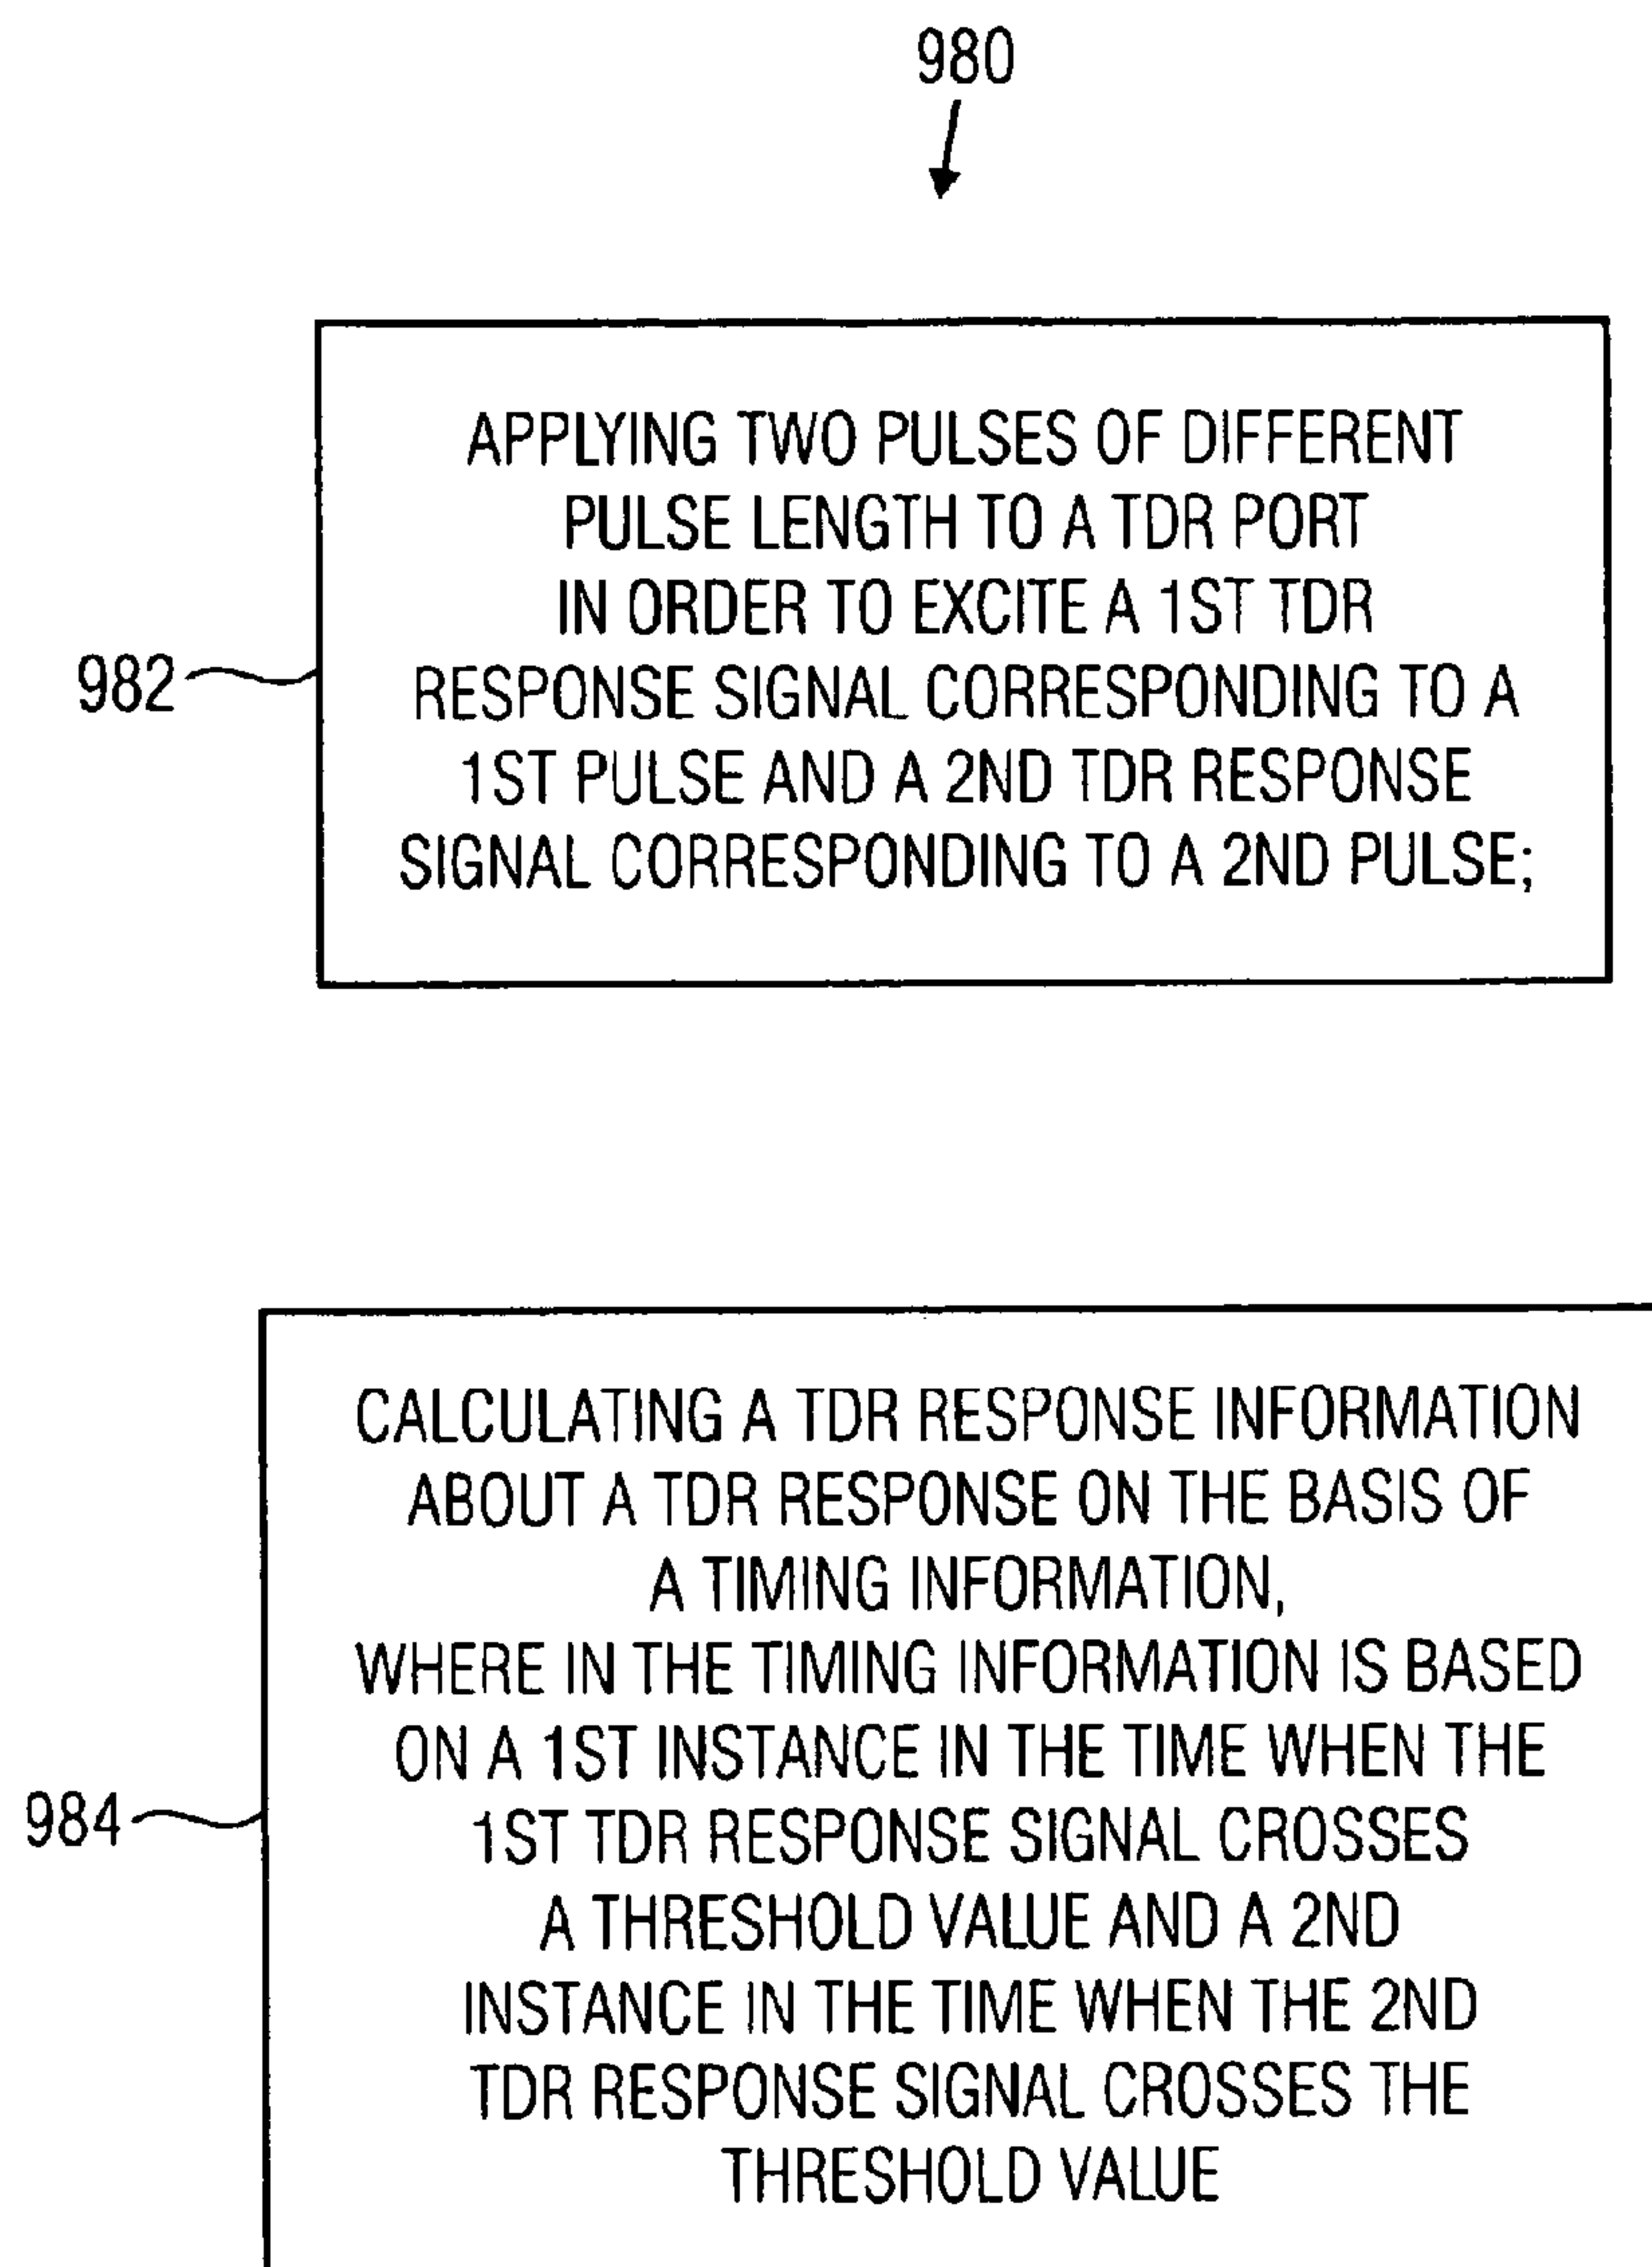 980
APPLYING TWO PULSES OF DIFFERENT
PULSE LENGTH TO A TDR PORT
IN ORDER TO EXCITE A 1ST TDR
RESPONSE SIGNAL CORRESPONDING TO A
1ST PULSE AND A 2ND TDR RESPONSE
SIGNAL CORRESPONDING TO A 2ND PULSE;
982
CALCULATING A TDR RESPONSE INFORMATION
ABOUT A TDR RESPONSE ON THE BASIS OF
A TIMING INFORMATION,
WHERE IN THE TIMING INFORMATION IS BASED
ON A 1ST INSTANCE IN THE TIME WHEN THE
1ST TDR RESPONSE SIGNAL CROSSES
A THRESHOLD VALUE AND A 2ND
INSTANCE IN THE TIME WHEN THE 2ND
TDR RESPONSE SIGNAL CROSSES THE
THRESHOLD VALUE
984